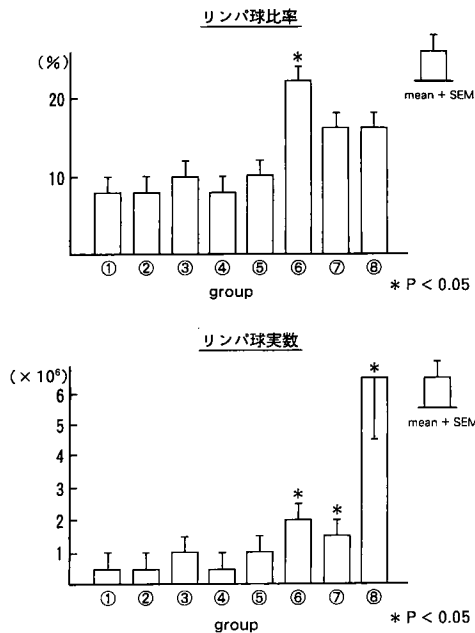 リンパ球比率
(%)
20
10
*
mean + SEM
① ② ③ ④ ⑤ ⑥ ⑦ ⑧
group
* P < 0.05
リンパ球実数
(× 10⁶)
6
5
4
3
2
1
* * *
mean + SEM
① ② ③ ④ ⑤ ⑥ ⑦ ⑧
group
* P < 0.05